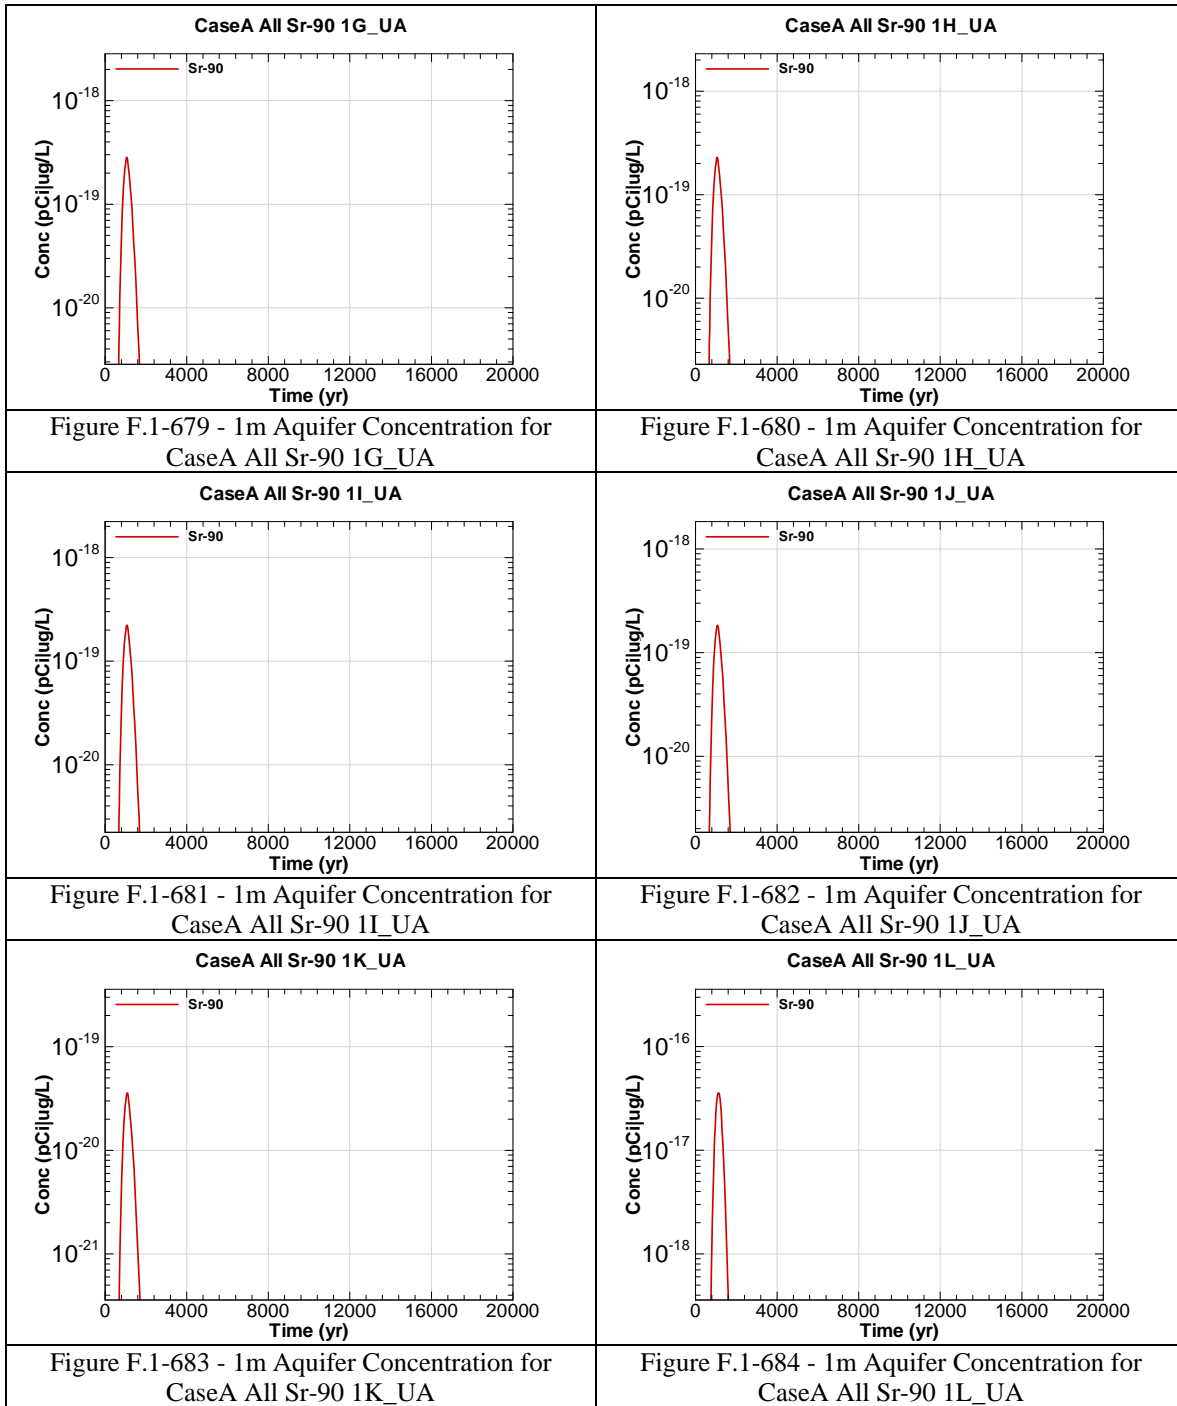 CaseA All Sr-90 1G_UA
Sr-90
10^-18
10^-19
10^-20
Conc (pCi|ug/L)
0 4000 8000 12000 16000 20000
Time (yr)
Figure F.1-679 - 1m Aquifer Concentration for
CaseA All Sr-90 1G_UA
CaseA All Sr-90 1H_UA
Sr-90
10^-18
10^-19
10^-20
Conc (pCi|ug/L)
0 4000 8000 12000 16000 20000
Time (yr)
Figure F.1-680 - 1m Aquifer Concentration for
CaseA All Sr-90 1H_UA
CaseA All Sr-90 1I_UA
Sr-90
10^-18
10^-19
10^-20
Conc (pCi|ug/L)
0 4000 8000 12000 16000 20000
Time (yr)
Figure F.1-681 - 1m Aquifer Concentration for
CaseA All Sr-90 1I_UA
CaseA All Sr-90 1J_UA
Sr-90
10^-18
10^-19
10^-20
Conc (pCi|ug/L)
0 4000 8000 12000 16000 20000
Time (yr)
Figure F.1-682 - 1m Aquifer Concentration for
CaseA All Sr-90 1J_UA
CaseA All Sr-90 1K_UA
Sr-90
10^-19
10^-20
10^-21
Conc (pCi|ug/L)
0 4000 8000 12000 16000 20000
Time (yr)
Figure F.1-683 - 1m Aquifer Concentration for
CaseA All Sr-90 1K_UA
CaseA All Sr-90 1L_UA
Sr-90
10^-16
10^-17
10^-18
Conc (pCi|ug/L)
0 4000 8000 12000 16000 20000
Time (yr)
Figure F.1-684 - 1m Aquifer Concentration for
CaseA All Sr-90 1L_UA